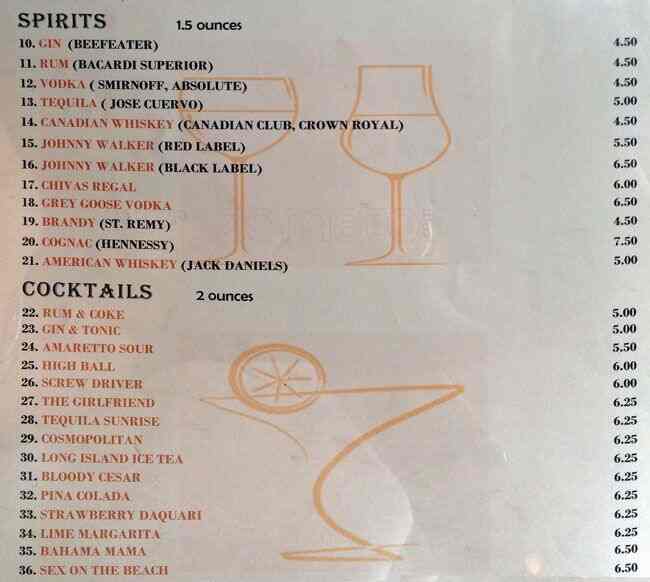 SPIRITS 1.5 ounces
10. GIN (BEEFEATER) 4.50
11. RUM (BACARDI SUPERIOR) 4.50
12. VODKA ( SMIRNOFF, ABSOLUTE) 4.50
13. TEQUILA ( JOSE CUERVO) 5.00
14. CANADIAN WHISKEY (CANADIAN CLUB, CROWN ROYAL) 4.50
15. JOHNNY WALKER (RED LABEL) 5.50
16. JOHNNY WALKER (BLACK LABEL) 6.50
17. CHIVAS REGAL 6.00
18. GREY GOOSE VODKA 6.50
19. BRANDY (ST. REMY) 4.50
20. COGNAC (HENNESSY) 7.50
21. AMERICAN WHISKEY (JACK DANIELS) 5.00
COCKTAILS 2 ounces
22. RUM & COKE 5.00
23. GIN & TONIC 5.00
24. AMARETTO SOUR 5.50
25. HIGH BALL 6.00
26. SCREW DRIVER 6.00
27. THE GIRLFRIEND 6.25
28. TEQUILA SUNRISE 6.25
29. COSMOPOLITAN 6.25
30. LONG ISLAND ICE TEA 6.25
31. BLOODY CESAR 6.25
32. PINA COLADA 6.25
33. STRAWBERRY DAQUARI 6.25
34. LIME MARGARITA 6.25
35. BAHAMA MAMA 6.50
36. SEX ON THE BEACH 6.50